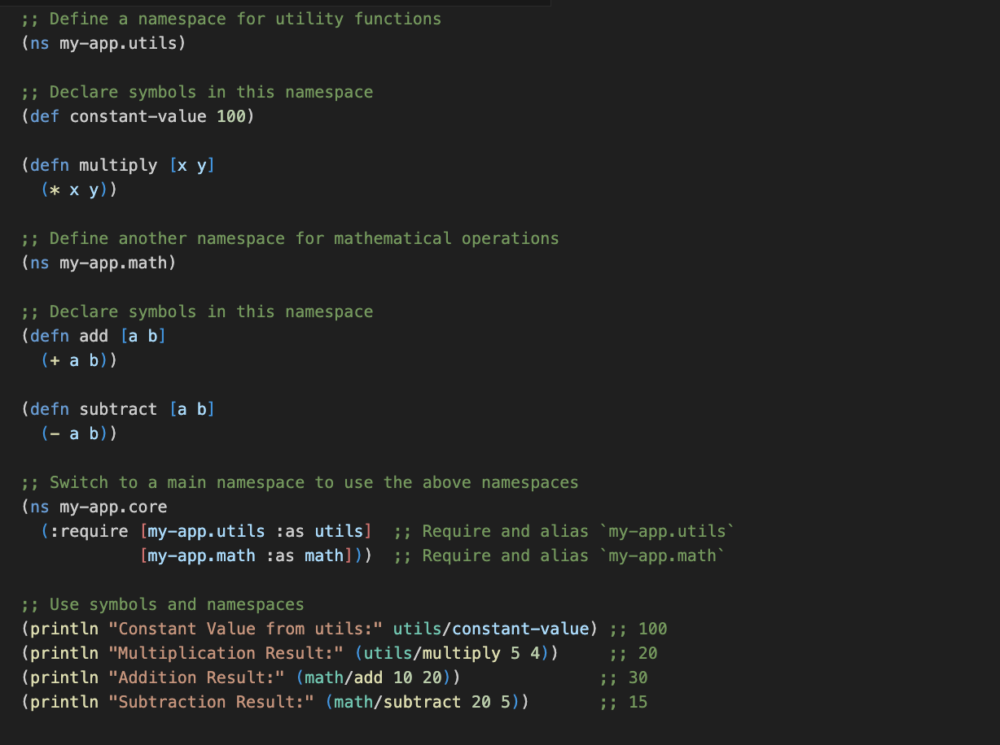 ;; Define a namespace for utility functions
(ns my-app.utils)

;; Declare symbols in this namespace
(def constant-value 100)

(defn multiply [x y]
  (* x y))

;; Define another namespace for mathematical operations
(ns my-app.math)

;; Declare symbols in this namespace
(defn add [a b]
  (+ a b))

(defn subtract [a b]
  (- a b))

;; Switch to a main namespace to use the above namespaces
(ns my-app.core
  (:require [my-app.utils :as utils]  ;; Require and alias `my-app.utils`
            [my-app.math :as math]))  ;; Require and alias `my-app.math`

;; Use symbols and namespaces
(println "Constant Value from utils:" utils/constant-value) ;; 100
(println "Multiplication Result:" (utils/multiply 5 4))     ;; 20
(println "Addition Result:" (math/add 10 20))              ;; 30
(println "Subtraction Result:" (math/subtract 20 5))       ;; 15